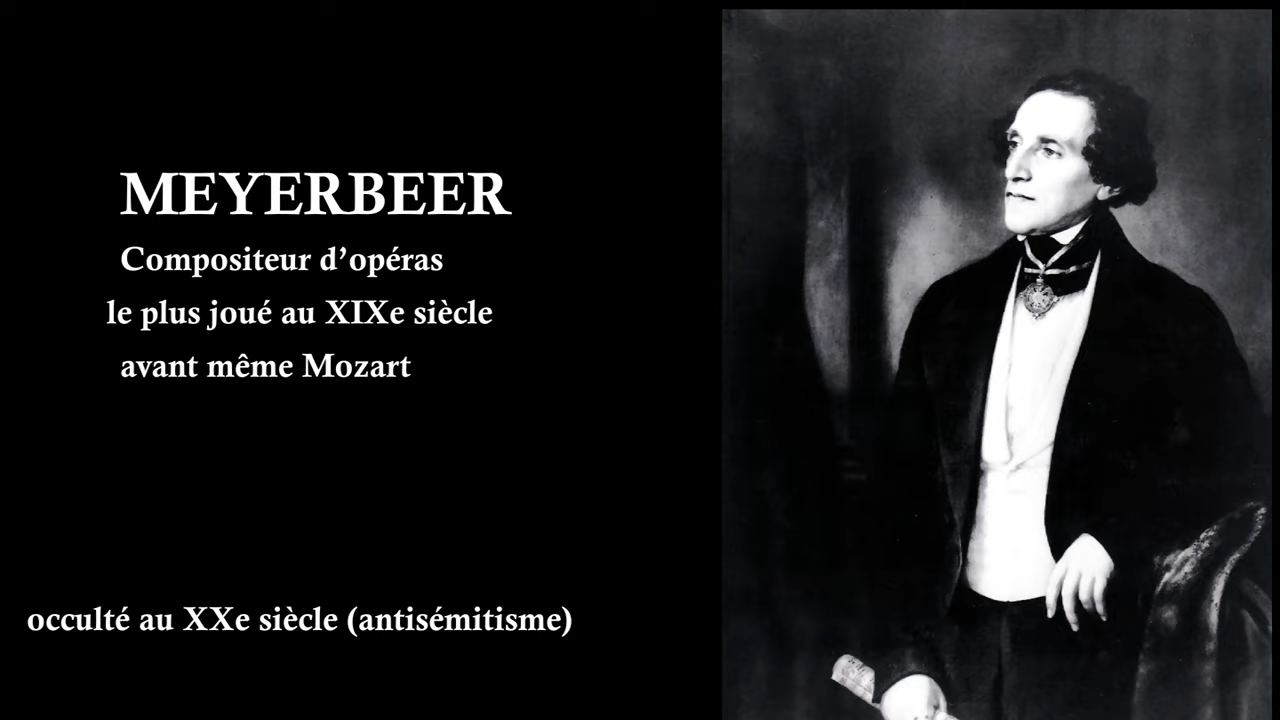 MEYERBEER
Compositeur d’opéras
le plus joué au XIXe siècle
avant même Mozart
occulté au XXe siècle (antisémitisme)